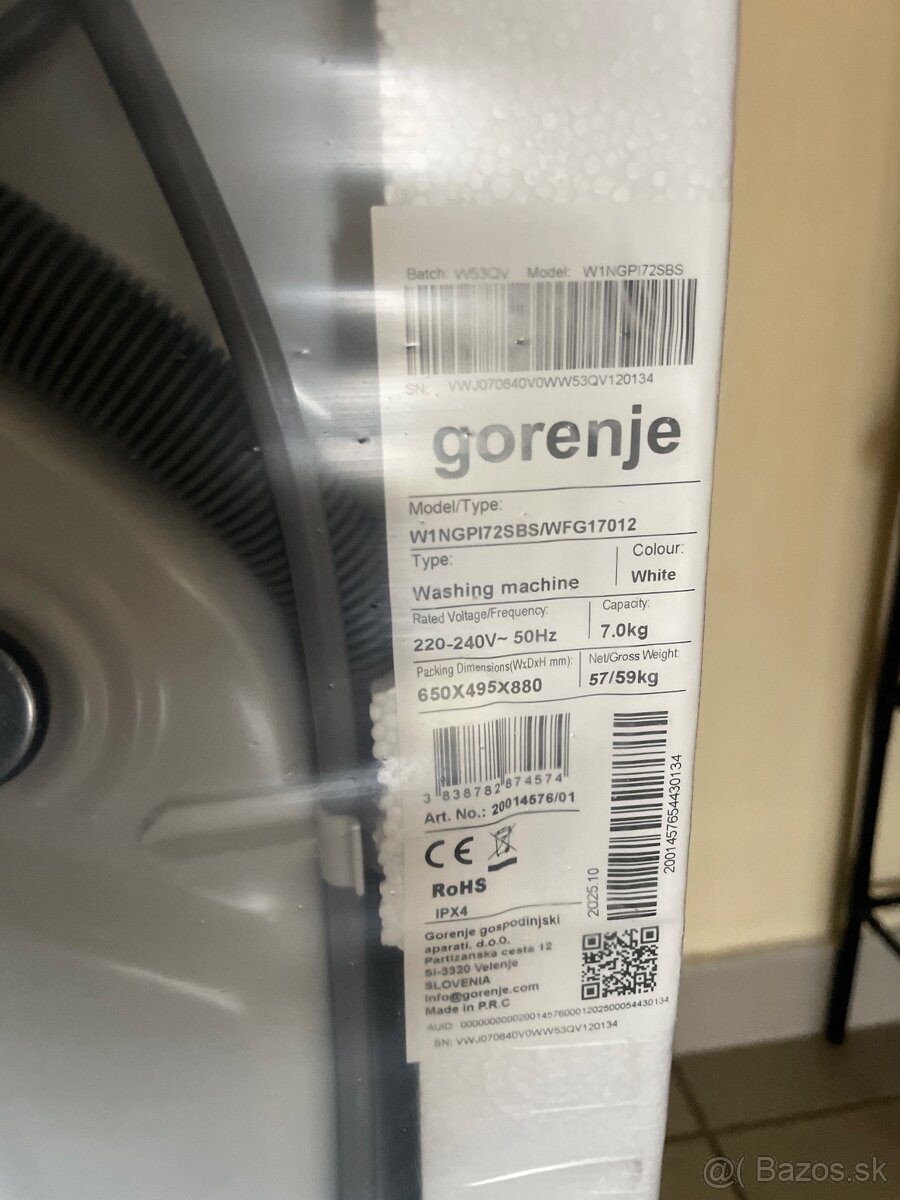 Batch: W53QV Model: W1NGPI72SBS
SN: VWJ070640V0WW53QV120134
gorenje
Model/Type:
W1NGPI72SBS/WFG17012
Type:
Colour:
Washing machine
White
Rated Voltage/Frequency:
Capacity:
220-240V~ 50Hz
7.0kg
Packing Dimensions(WxDxH mm):
Net/Gross Weight:
650X495X880
57/59kg
3 838782 874574
Art. No.: 20014576/01
2001457654430134
2025.10
CE
RoHS
IPX4
Gorenje gospodinjski
aparati, d.o.o.
Partizanska cesta 12
SI-3320 Velenje
SLOVENIA
Info@gorenje.com
Made in P.R.C
AUID: 0000000000200145760001202500054430134
SN: VWJ070640V0WW53QV120134
@( Bazos.sk